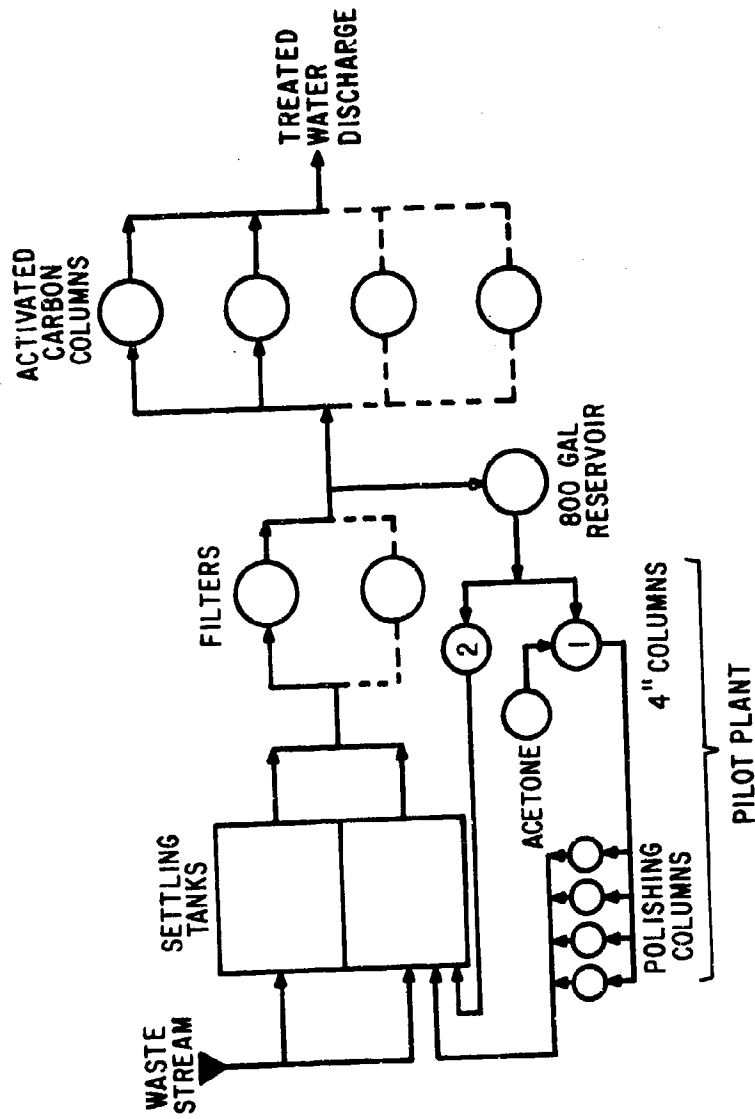 WASTE
STREAM
SETTLING
TANKS
FILTERS
ACTIVATED
CARBON
COLUMNS
TREATED
WATER
DISCHARGE
800 GAL
RESERVOIR
2
1
4" COLUMNS
ACETONE
POLISHING
COLUMNS
PILOT PLANT